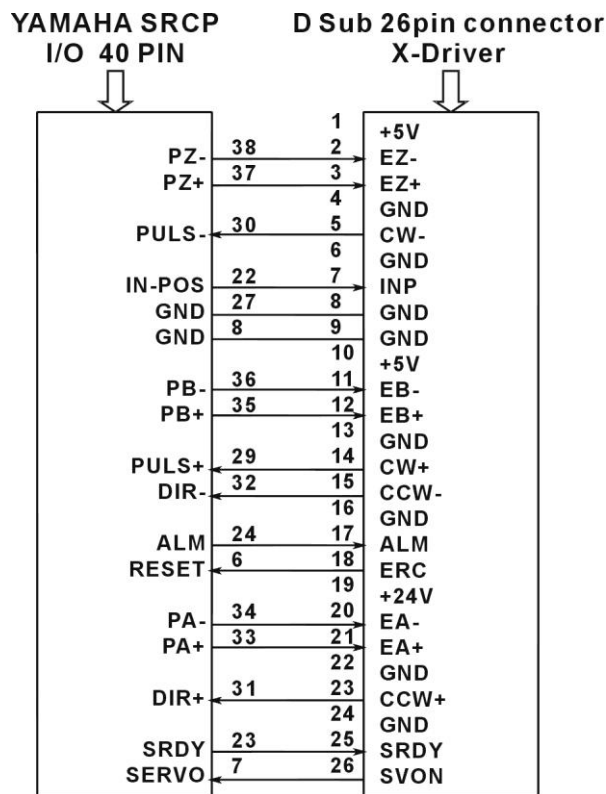 YAMAHA SRCP D Sub 26pin connector
I/O 40 PIN X-Driver
1 +5V
PZ- 38 2 EZ-
PZ+ 37 3 EZ+
4 GND
PULS- 30 5 CW-
6 GND
IN-POS 22 7 INP
GND 27 8 GND
GND 8 9 GND
10 +5V
PB- 36 11 EB-
PB+ 35 12 EB+
13 GND
PULS+ 29 14 CW+
DIR- 32 15 CCW-
16 GND
ALM 24 17 ALM
RESET 6 18 ERC
19 +24V
PA- 34 20 EA-
PA+ 33 21 EA+
22 GND
DIR+ 31 23 CCW+
24 GND
SRDY 23 25 SRDY
SERVO 7 26 SVON